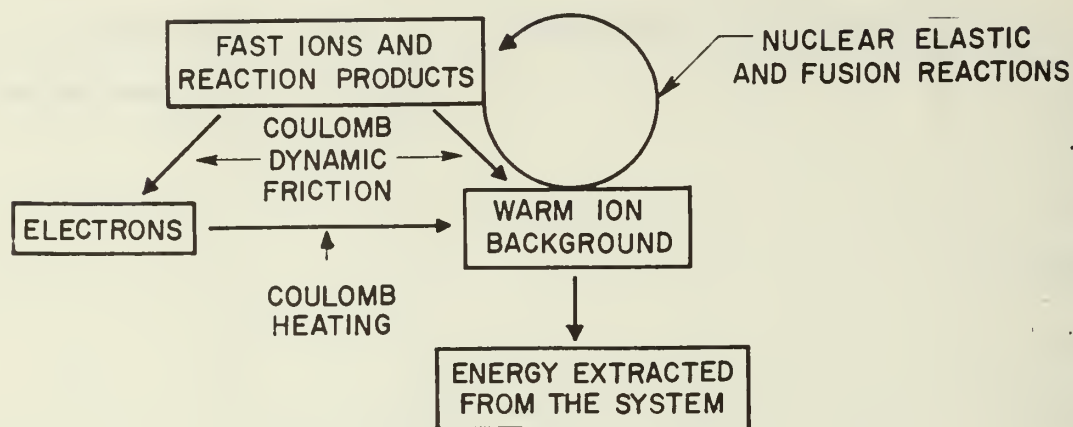 FAST IONS AND
REACTION PRODUCTS
NUCLEAR ELASTIC
AND FUSION REACTIONS
COULOMB
DYNAMIC
FRICTION
ELECTRONS
WARM ION
BACKGROUND
COULOMB
HEATING
ENERGY EXTRACTED
FROM THE SYSTEM